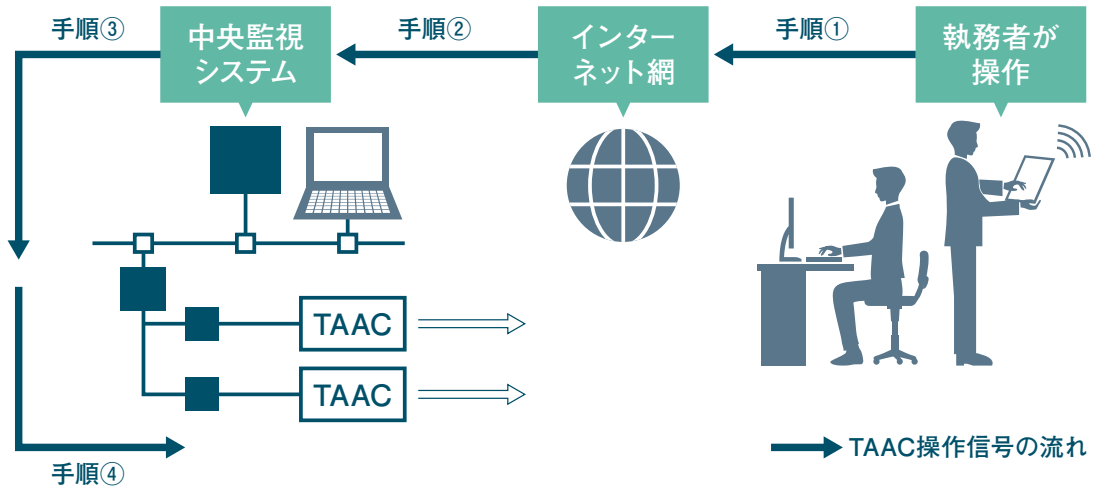 手順③
中央監視
システム
手順②
インター
ネット網
手順①
執務者が
操作
TAAC
TAAC
手順④
TAAC操作信号の流れ